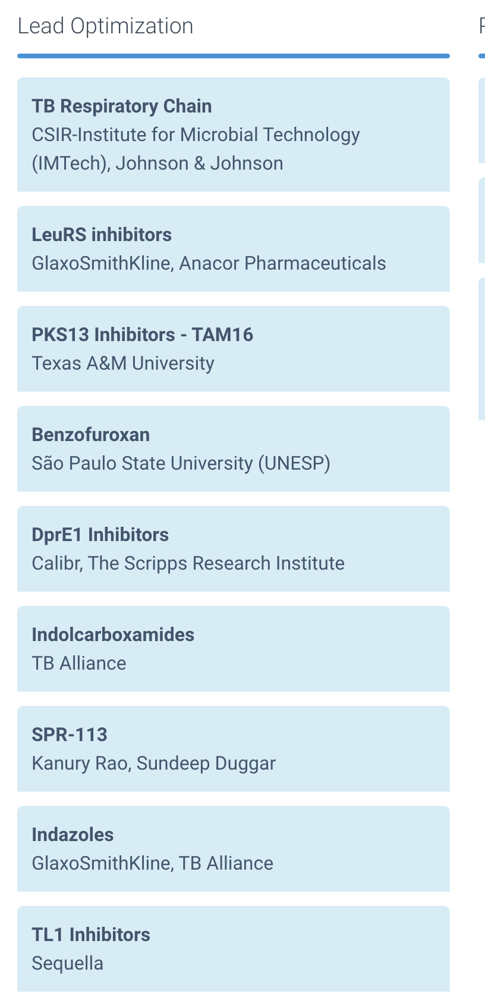 Lead Optimization
TB Respiratory Chain
CSIR-Institute for Microbial Technology
(IMTech), Johnson & Johnson
LeuRS inhibitors
GlaxoSmithKline, Anacor Pharmaceuticals
PKS13 Inhibitors - TAM16
Texas A&M University
Benzofuroxan
São Paulo State University (UNESP)
DprE1 Inhibitors
Calibr, The Scripps Research Institute
Indolcarboxamides
TB Alliance
SPR-113
Kanury Rao, Sundeep Duggar
Indazoles
GlaxoSmithKline, TB Alliance
TL1 Inhibitors
Sequella